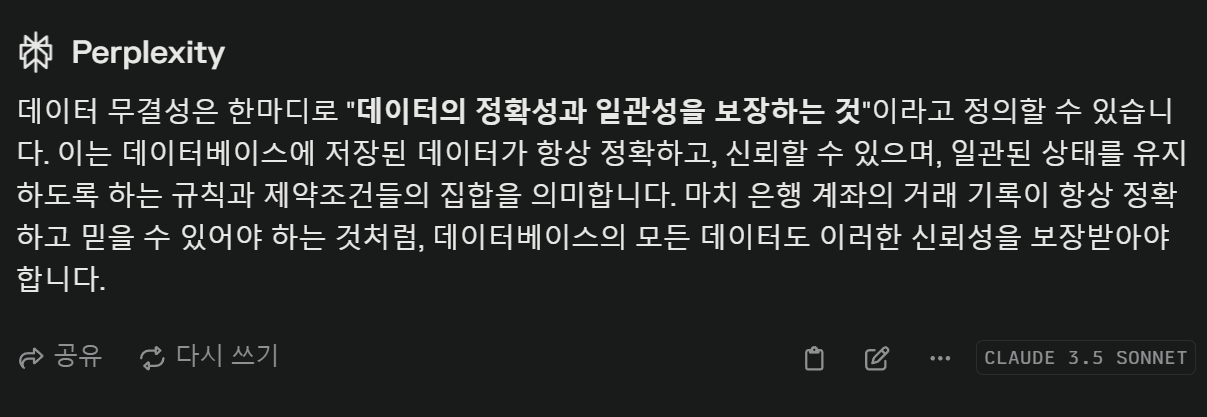 Perplexity
데이터 무결성은 한마디로 "데이터의 정확성과 일관성을 보장하는 것"이라고 정의할 수 있습니
다. 이는 데이터베이스에 저장된 데이터가 항상 정확하고, 신뢰할 수 있으며, 일관된 상태를 유지
하도록 하는 규칙과 제약조건들의 집합을 의미합니다. 마치 은행 계좌의 거래 기록이 항상 정확
하고 믿을 수 있어야 하는 것처럼, 데이터베이스의 모든 데이터도 이러한 신뢰성을 보장받아야
합니다.
공유 다시 쓰기 CLAUDE 3.5 SONNET